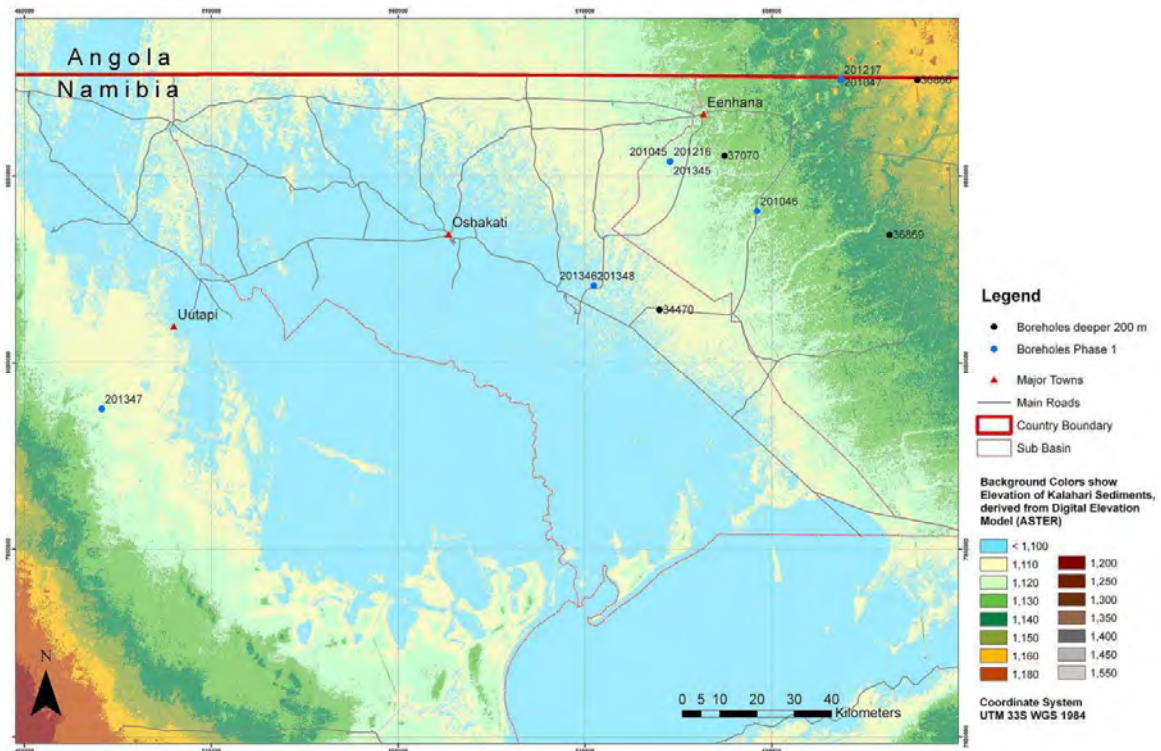 Angola
Namibia
201217
201047
36866
Eenhana
201045 201216
201345
37070
201046
Oshakati
36869
201346201348
34470
Uutapi
201347
N
0 5 10 20 30 40
Kilometers
Legend
Boreholes deeper 200 m
Boreholes Phase 1
Major Towns
Main Roads
Country Boundary
Sub Basin
Background Colors show
Elevation of Kalahari Sediments,
derived from Digital Elevation
Model (ASTER)
< 1,100
1,110
1,120
1,130
1,140
1,150
1,160
1,180
1,200
1,250
1,300
1,350
1,400
1,450
1,550
Coordinate System
UTM 33S WGS 1984